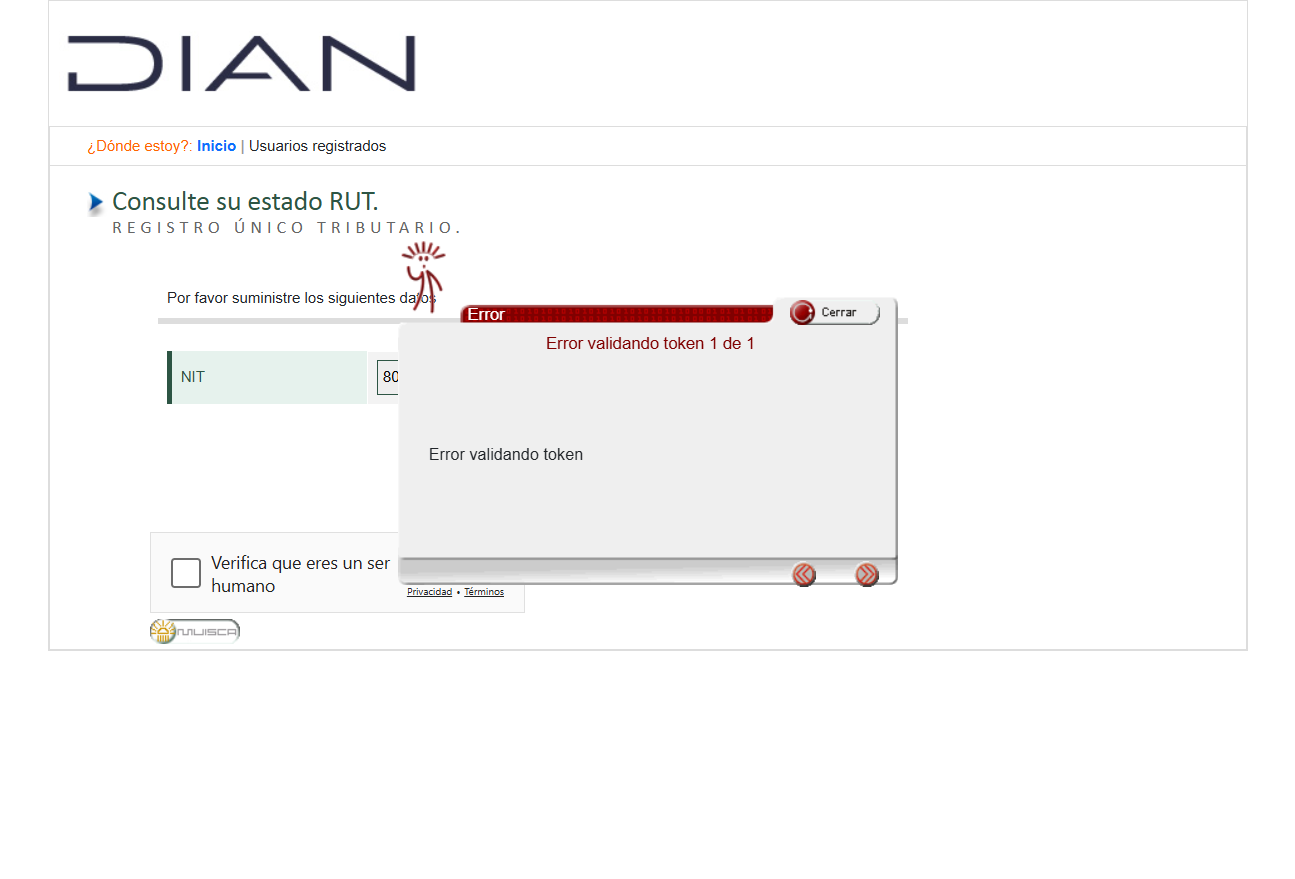 DIAN
¿Dónde estoy?: Inicio | Usuarios registrados
Consulte su estado RUT.
REGISTRO ÚNICO TRIBUTARIO.
Por favor suministre los siguientes datos
Error
Cerrar
Error validando token 1 de 1
NIT
80
Error validando token
Verifica que eres un ser
humano
Privacidad • Términos
MUISCA